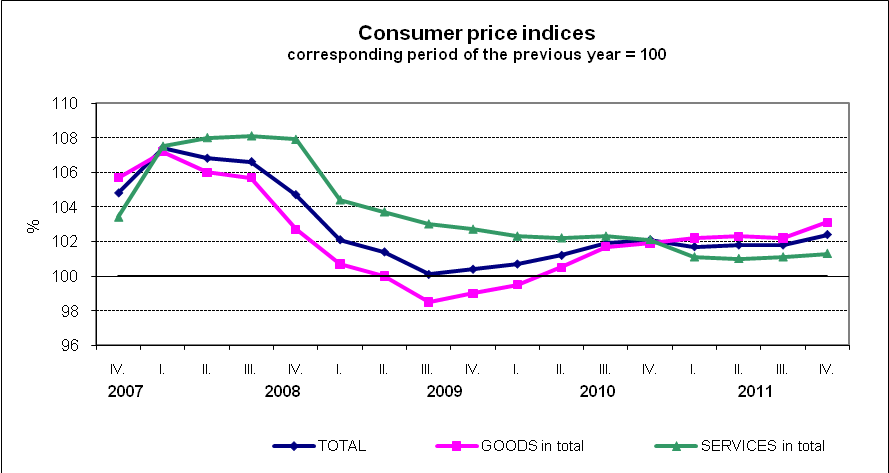 Consumer price indices
corresponding period of the previous year = 100
110
108
106
104
102
100
98
96
%
IV. I. II. III. IV. I. II. III. IV. I. II. III. IV. I. II. III. IV.
2007 2008 2009 2010 2011
TOTAL GOODS in total SERVICES in total